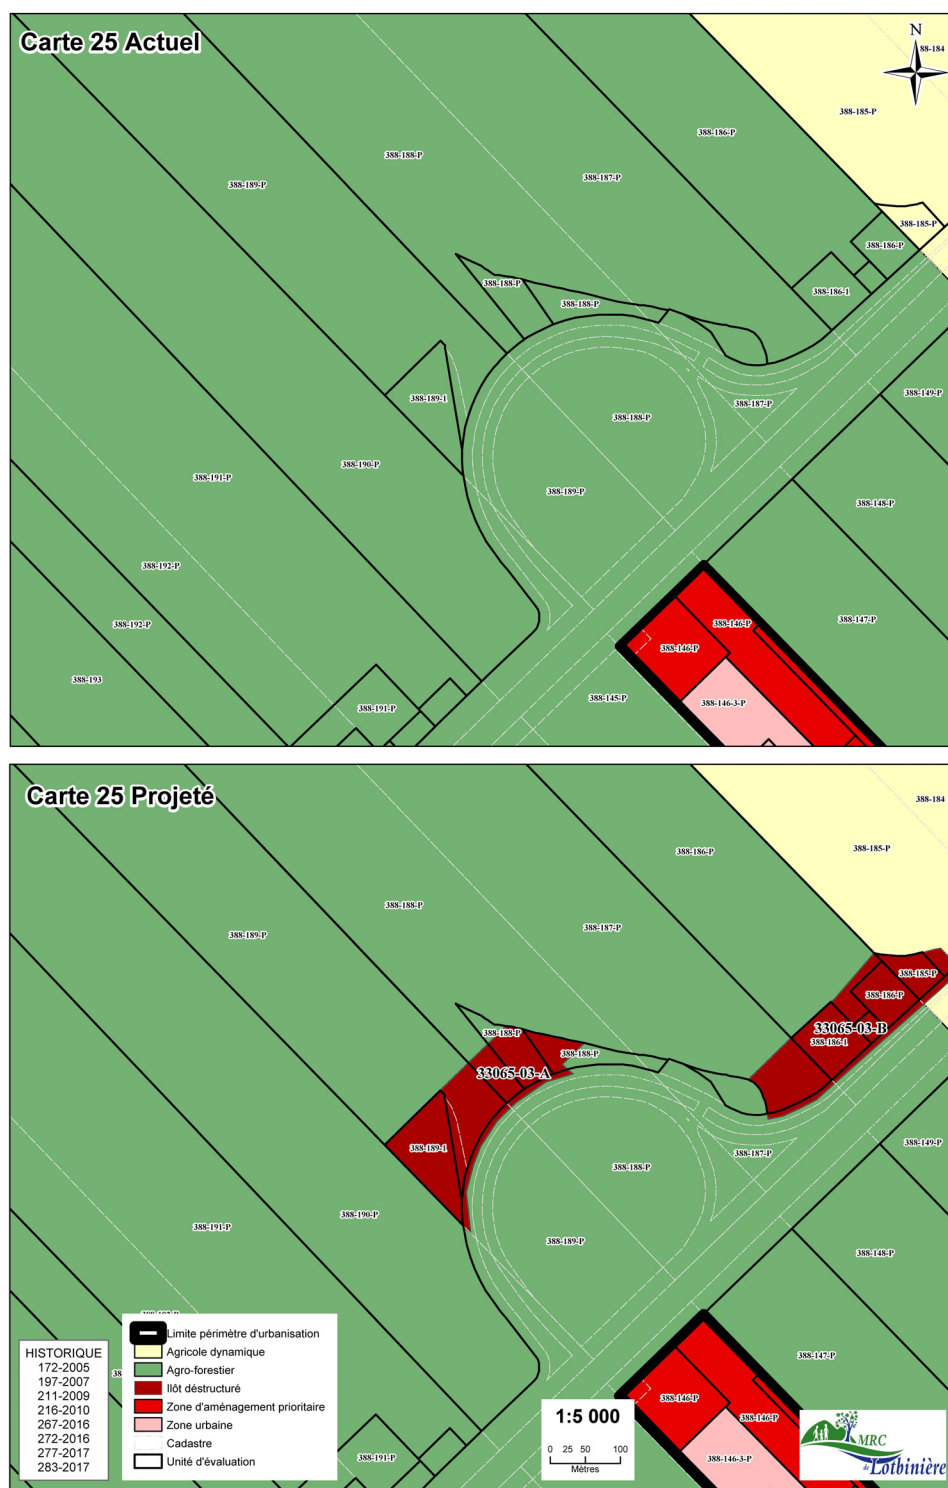 Carte 25 Actuel
N
88-184
388-185-P
388-186-P
388-188-P
388-187-P
388-189-P
388-185-P
388-186-P
388-188-P
388-186-1
388-188-P
388-149-P
388-189-1
388-187-P
388-188-P
388-190-P
388-191-P
388-189-P
388-148-P
388-192-P
388-147-P
388-192-P
388-146-P
388-146-P
388-193
388-145-P
388-146-3-P
388-191-P
Carte 25 Projeté
388-184
388-185-P
388-186-P
388-188-P
388-187-P
388-189-P
388-185-P
388-186-P
33065-03-B
388-186-1
388-188-P
388-188-P
33065-03-A
388-149-P
388-189-1
388-187-P
388-188-P
388-190-P
388-191-P
388-189-P
388-148-P
388-147-P
388-146-P
388-146-P
388-146-3-P
388-191-P
HISTORIQUE
172-2005
197-2007
211-2009
216-2010
267-2016
272-2016
277-2017
283-2017
Limite périmètre d'urbanisation
Agricole dynamique
Agro-forestier
Ilôt déstructuré
Zone d'aménagement prioritaire
Zone urbaine
Cadastre
Unité d'évaluation
1:5 000
0 25 50 100
Mètres
MRC
de Lotbinière